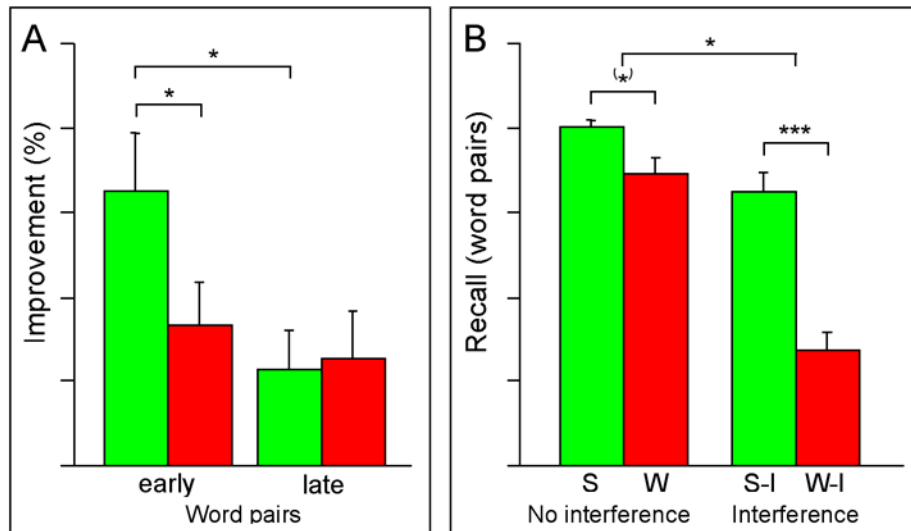 A
*
*
Improvement (%)
early late
Word pairs
B
*
(*)
***
Recall (word pairs)
S W S-I W-I
No interference Interference